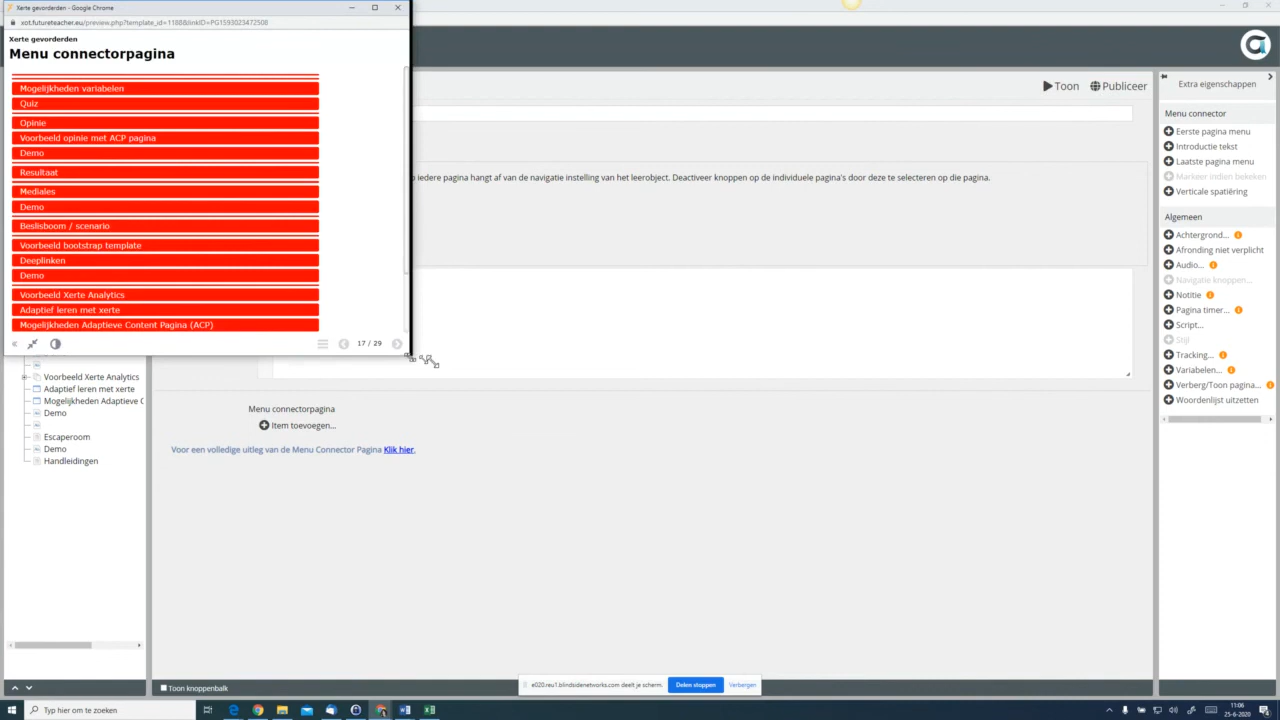 Xerte gevorderden - Google Chrome
xot.futureteacher.eu/preview.php?template_id=1188&linkID=PG1593023472508
Xerte gevorderden
Menu connectorpagina
Mogelijkheden variabelen
Quiz
Opinie
Voorbeeld opinie met ACP pagina
Demo
Resultaat
Mediales
Demo
Beslisboom / scenario
Voorbeeld bootstrap template
Deeplinken
Demo
Voorbeeld Xerte Analytics
Adaptief leren met xerte
Mogelijkheden Adaptieve Content Pagina (ACP)
17 / 29
Toon
Publiceer
iedere pagina hangt af van de navigatie instelling van het leerobject. Deactiveer knoppen op de individuele pagina's door deze te selecteren op die pagina.
Voorbeeld Xerte Analytics
Adaptief leren met xerte
Mogelijkheden Adaptieve C
Demo
Escaperoom
Demo
Handleidingen
Menu connectorpagina
Item toevoegen...
Voor een volledige uitleg van de Menu Connector Pagina Klik hier.
Extra eigenschappen
Menu connector
Eerste pagina menu
Introductie tekst
Laatste pagina menu
Markeer indien bekeken
Verticale spatiëring
Algemeen
Achtergrond...
Afronding niet verplicht
Audio...
Navigatie knoppen...
Notitie
Pagina timer...
Script...
Stijl
Tracking...
Variabelen...
Verberg/Toon pagina...
Woordenlijst uitzetten
Toon knoppenbalk
e020.reu1.blindsidenetworks.com deelt je scherm.
Delen stoppen
Verbergen
Typ hier om te zoeken
11:06
25-6-2020